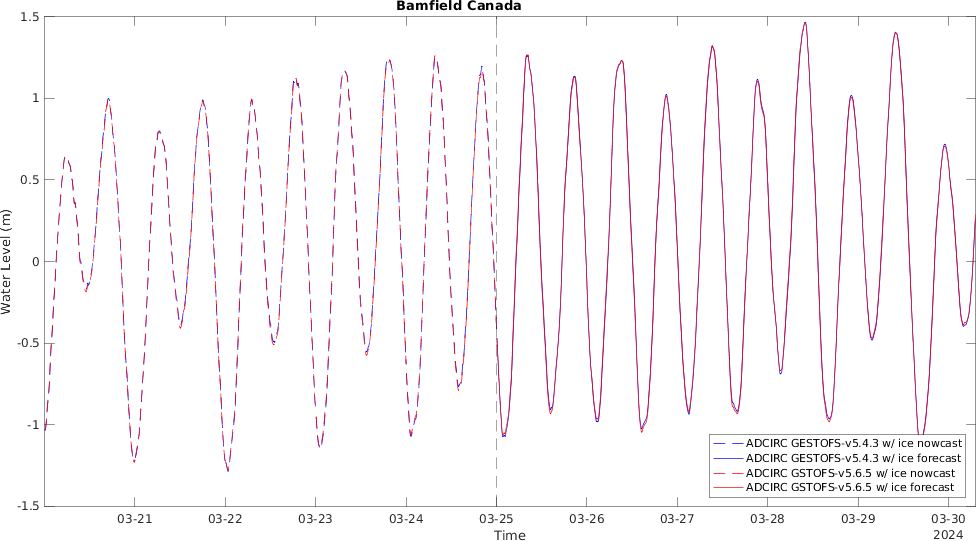 Bamfield Canada
1.5
1
0.5
0
-0.5
-1
-1.5
Water Level (m)
03-21
03-22
03-23
03-24
03-25
03-26
03-27
03-28
03-29
03-30
2024
Time
ADCIRC GESTOFS-v5.4.3 w/ ice nowcast
ADCIRC GESTOFS-v5.4.3 w/ ice forecast
ADCIRC GSTOFS-v5.6.5 w/ ice nowcast
ADCIRC GSTOFS-v5.6.5 w/ ice forecast